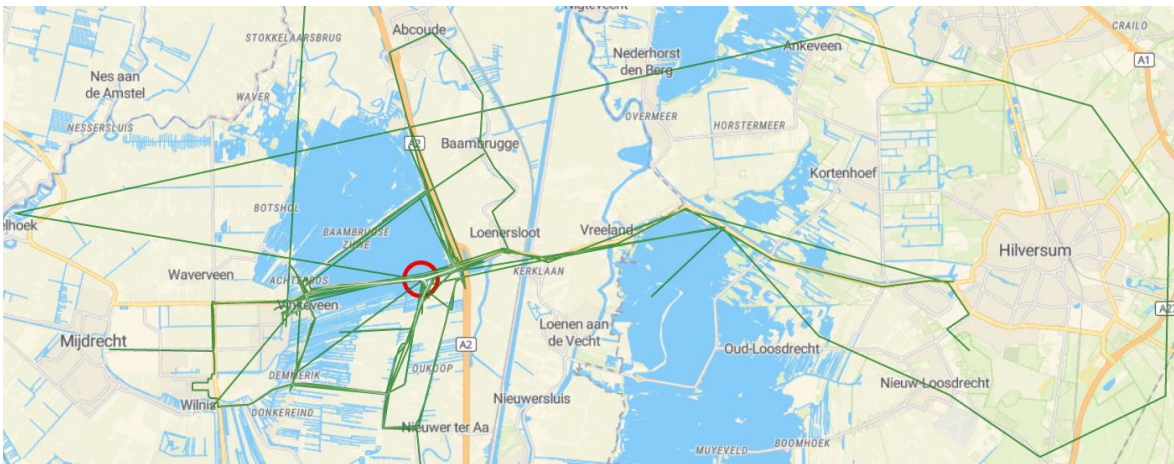 Nigtevecht
CRAILO
Abcoude
STOKKELAARSBRUG
Ankeveen
Nederhorst
den Berg
A1
Nes aan
de Amstel
WAVER
OVERMEER
HORSTERMEER
NESSERSLUIS
A2
Baambrugge
Kortenhoef
BOTSHOL
elhoek
BAAMBRUGSE
ZUWE
Loenersloot
Vreeland
Hilversum
KERKLAAN
Waverveen
ACHTERBOS
Vinkeveen
A27
Mijdrecht
Loenen aan
de Vecht
A2
Oud-Loosdrecht
OUKOOP
DEMMERIK
Nieuw-Loosdrecht
Wilnis
DONKEREIND
Nieuwersluis
Nieuwer ter Aa
BOOMHOEK
MUYEVELD